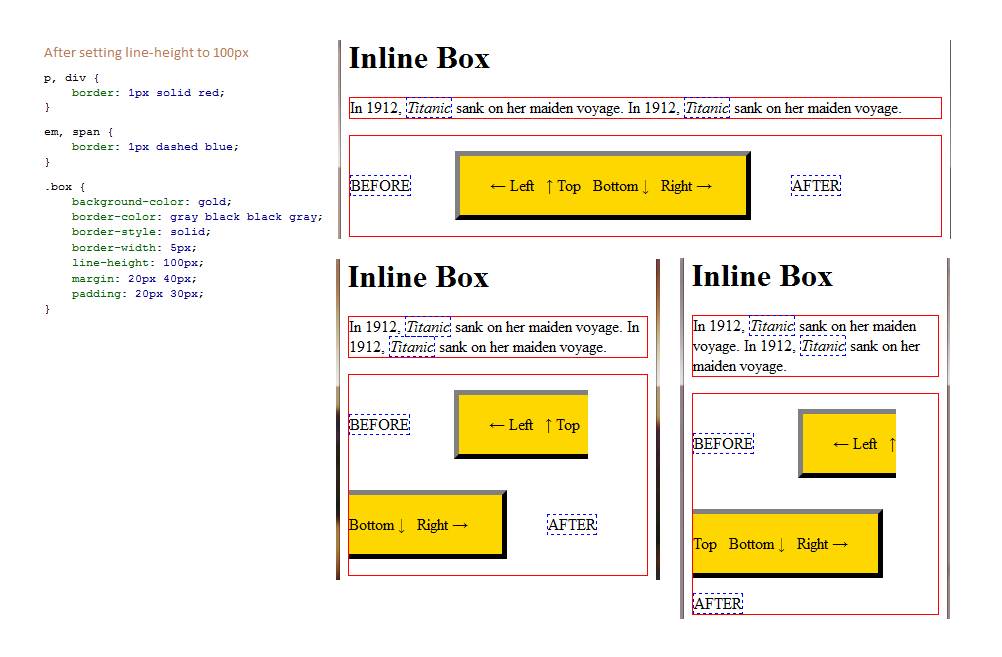 After setting line-height to 100px
p, div {
border: 1px solid red;
}
em, span {
border: 1px dashed blue;
}
.box {
background-color: gold;
border-color: gray black black gray;
border-style: solid;
border-width: 5px;
line-height: 100px;
margin: 20px 40px;
padding: 20px 30px;
}
Inline Box
In 1912, Titanic sank on her maiden voyage. In 1912, Titanic sank on her maiden voyage.
BEFORE ← Left ↑ Top Bottom ↓ Right → AFTER
Inline Box
In 1912, Titanic sank on her maiden voyage. In
1912, Titanic sank on her maiden voyage.
BEFORE ← Left ↑ Top
Bottom ↓ Right → AFTER
Inline Box
In 1912, Titanic sank on her maiden
voyage. In 1912, Titanic sank on her
maiden voyage.
BEFORE ← Left ↑
Top Bottom ↓ Right →
AFTER